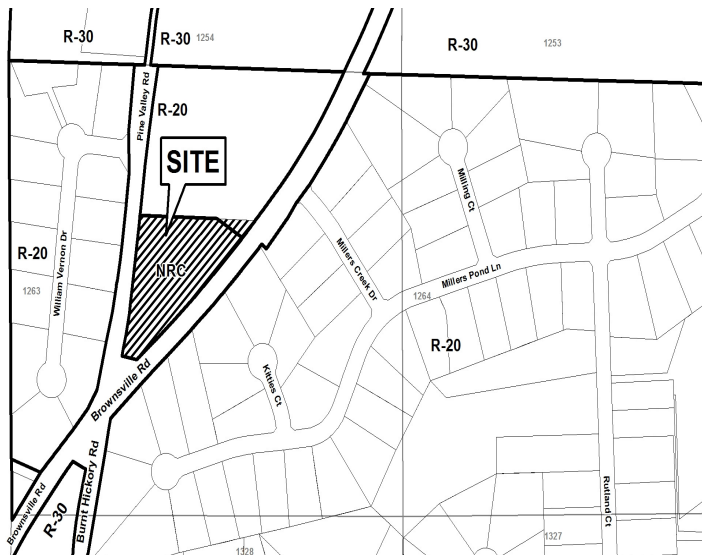 R-30
R-30 1254
R-30
1253
Pine Valley Rd
R-20
SITE
Milling Ct
NRC
R-20
1263
William Vernon Dr
Millers Creek Dr
1264
Millers Pond Ln
R-20
Kitties Ct
Brownsville Rd
Brownsville Rd
R-30
Burnt Hickory Rd
Rutland Ct
1328
1327